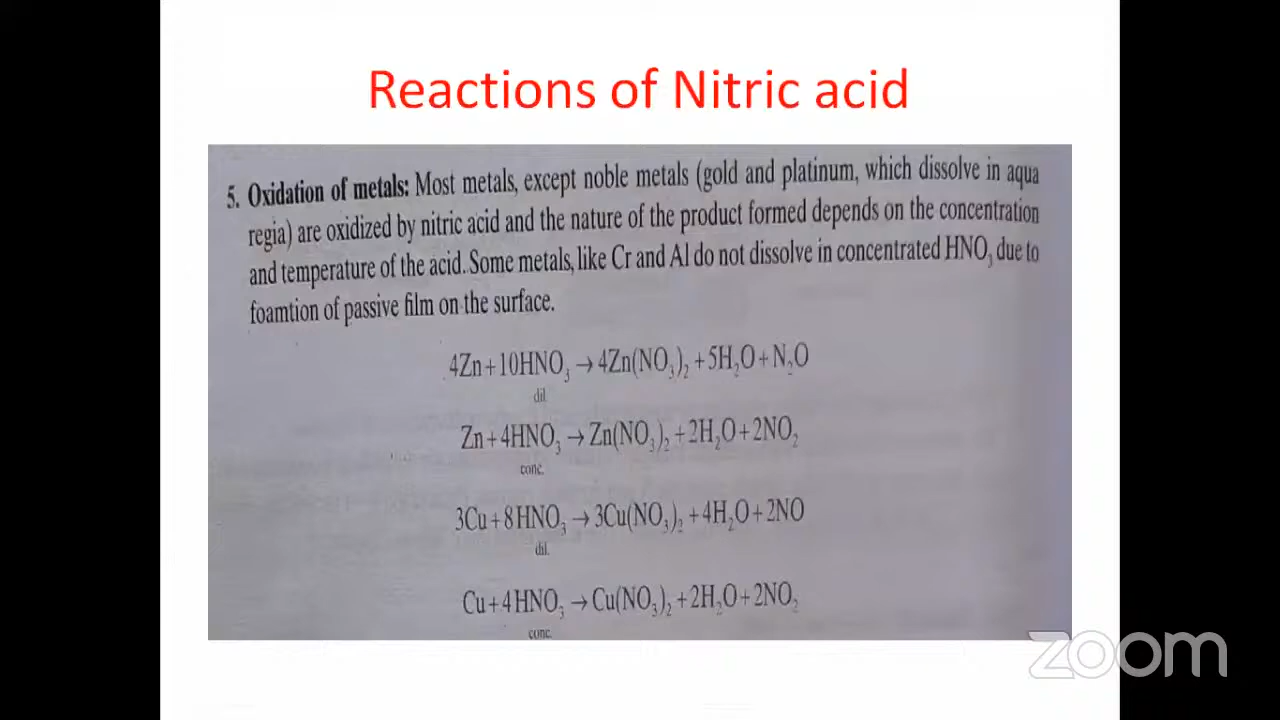 Reactions of Nitric acid
5. Oxidation of metals: Most metals, except noble metals (gold and platinum, which dissolve in aqua
regia) are oxidized by nitric acid and the nature of the product formed depends on the concentration
and temperature of the acid. Some metals, like Cr and Al do not dissolve in concentrated HNO₃ due to
foamtion of passive film on the surface.
4Zn+10HNO₃ → 4Zn(NO₃)₂ +5H₂O+N₂O
dil.
Zn+4HNO₃ → Zn(NO₃)₂ +2H₂O+2NO₂
conc.
3Cu+8HNO₃ → 3Cu(NO₃)₂ +4H₂O+2NO
dil.
Cu+4HNO₃ → Cu(NO₃)₂ +2H₂O+2NO₂
conc.
zoom